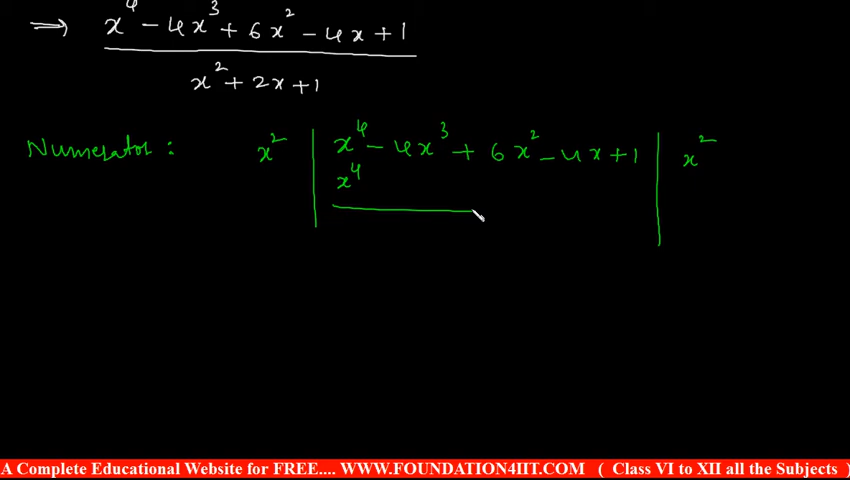 ⟹ x⁴ - 4x³ + 6x² - 4x + 1
x² + 2x + 1
Numerator : x² | x⁴ - 4x³ + 6x² - 4x + 1 | x²
x⁴
A Complete Educational Website for FREE.... WWW.FOUNDATION4IIT.COM ( Class VI to XII all the Subjects )